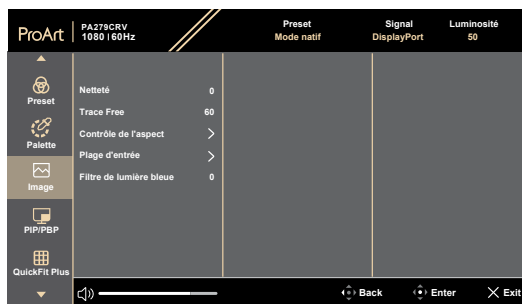 ProArt
PA279CRV
1080 | 60Hz
Preset
Mode natif
Signal
DisplayPort
Luminosité
50
Preset
Palette
Image
PIP/PBP
QuickFit Plus
Netteté 0
Trace Free 60
Contrôle de l'aspect >
Plage d'entrée >
Filtre de lumière bleue 0
Back
Enter
Exit